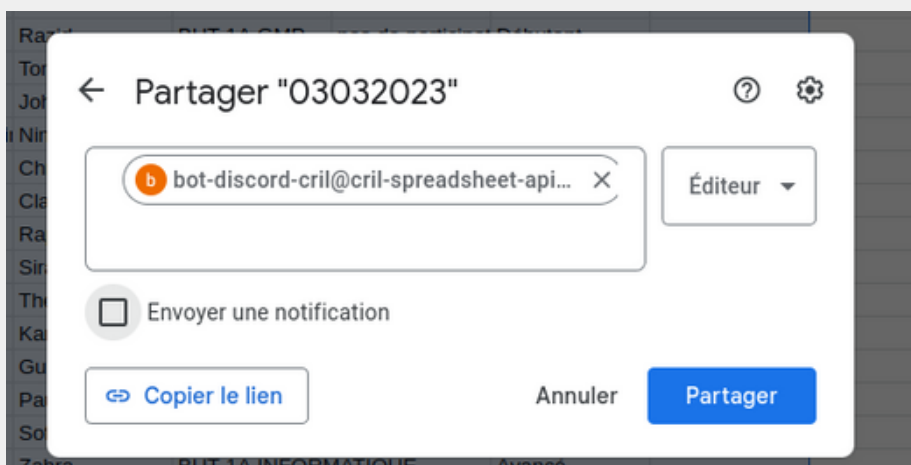 Partager "03032023"
b bot-discord-cril@cril-spreadsheet-api...
Éditeur
Envoyer une notification
Copier le lien
Annuler
Partager